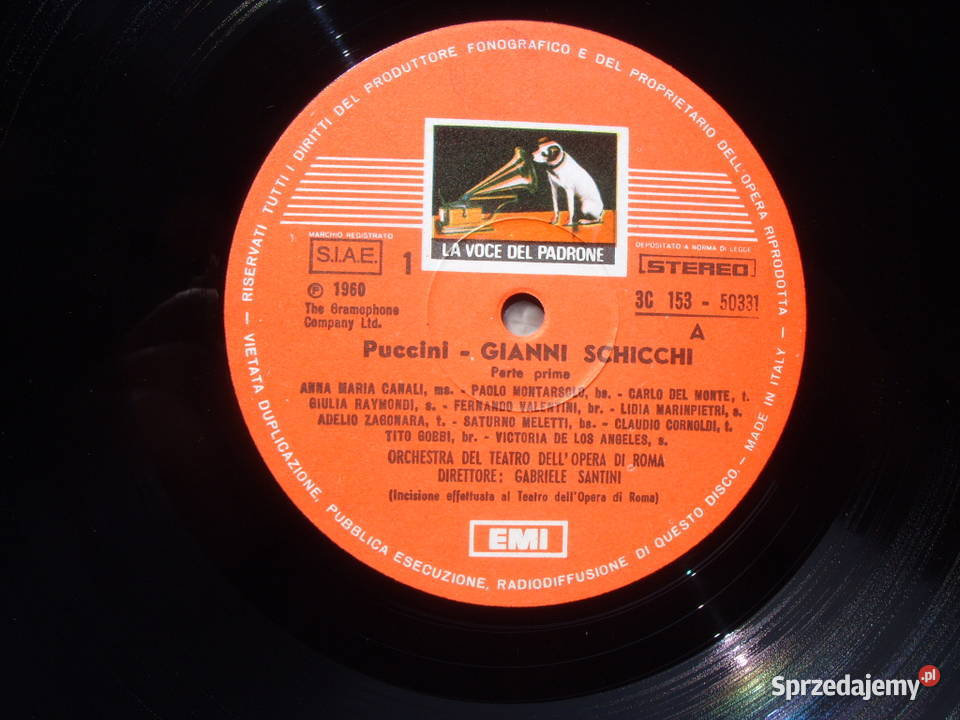 RISERVATI TUTTI I DIRITTI DEL PRODUTTORE FONOGRAFICO E DEL PROPRIETARIO DELL'OPERA RIPRODOTTA - MADE IN ITALY -
VIETATA DUPLICAZIONE, PUBBLICA ESECUZIONE, RADIODIFFUSIONE DI QUESTO DISCO. -
LA VOCE DEL PADRONE
MARCHIO REGISTRATO
DEPOSITATO A NORMA DI LEGGE
S.I.A.E. 1
STEREO
℗ 1960
3C 153 - 50331
The Gramophone
Company Ltd.
A
Puccini - GIANNI SCHICCHI
Parte prima
ANNA MARIA CANALI, ms. - PAOLO MONTARSOLO, bs. - CARLO DEL MONTE, t.
GIULIA RAYMONDI, s. - FERNANDO VALENTINI, br. - LIDIA MARINPIETRI, s.
ADELIO ZAGONARA, t. - SATURNO MELETTI, bs. - CLAUDIO CORNOLDI, t.
TITO GOBBI, br. - VICTORIA DE LOS ANGELES, s.
ORCHESTRA DEL TEATRO DELL'OPERA DI ROMA
DIRETTORE: GABRIELE SANTINI
(Incisione effettuata al Teatro dell'Opera di Roma)
EMI
Sprzedajemy.pl